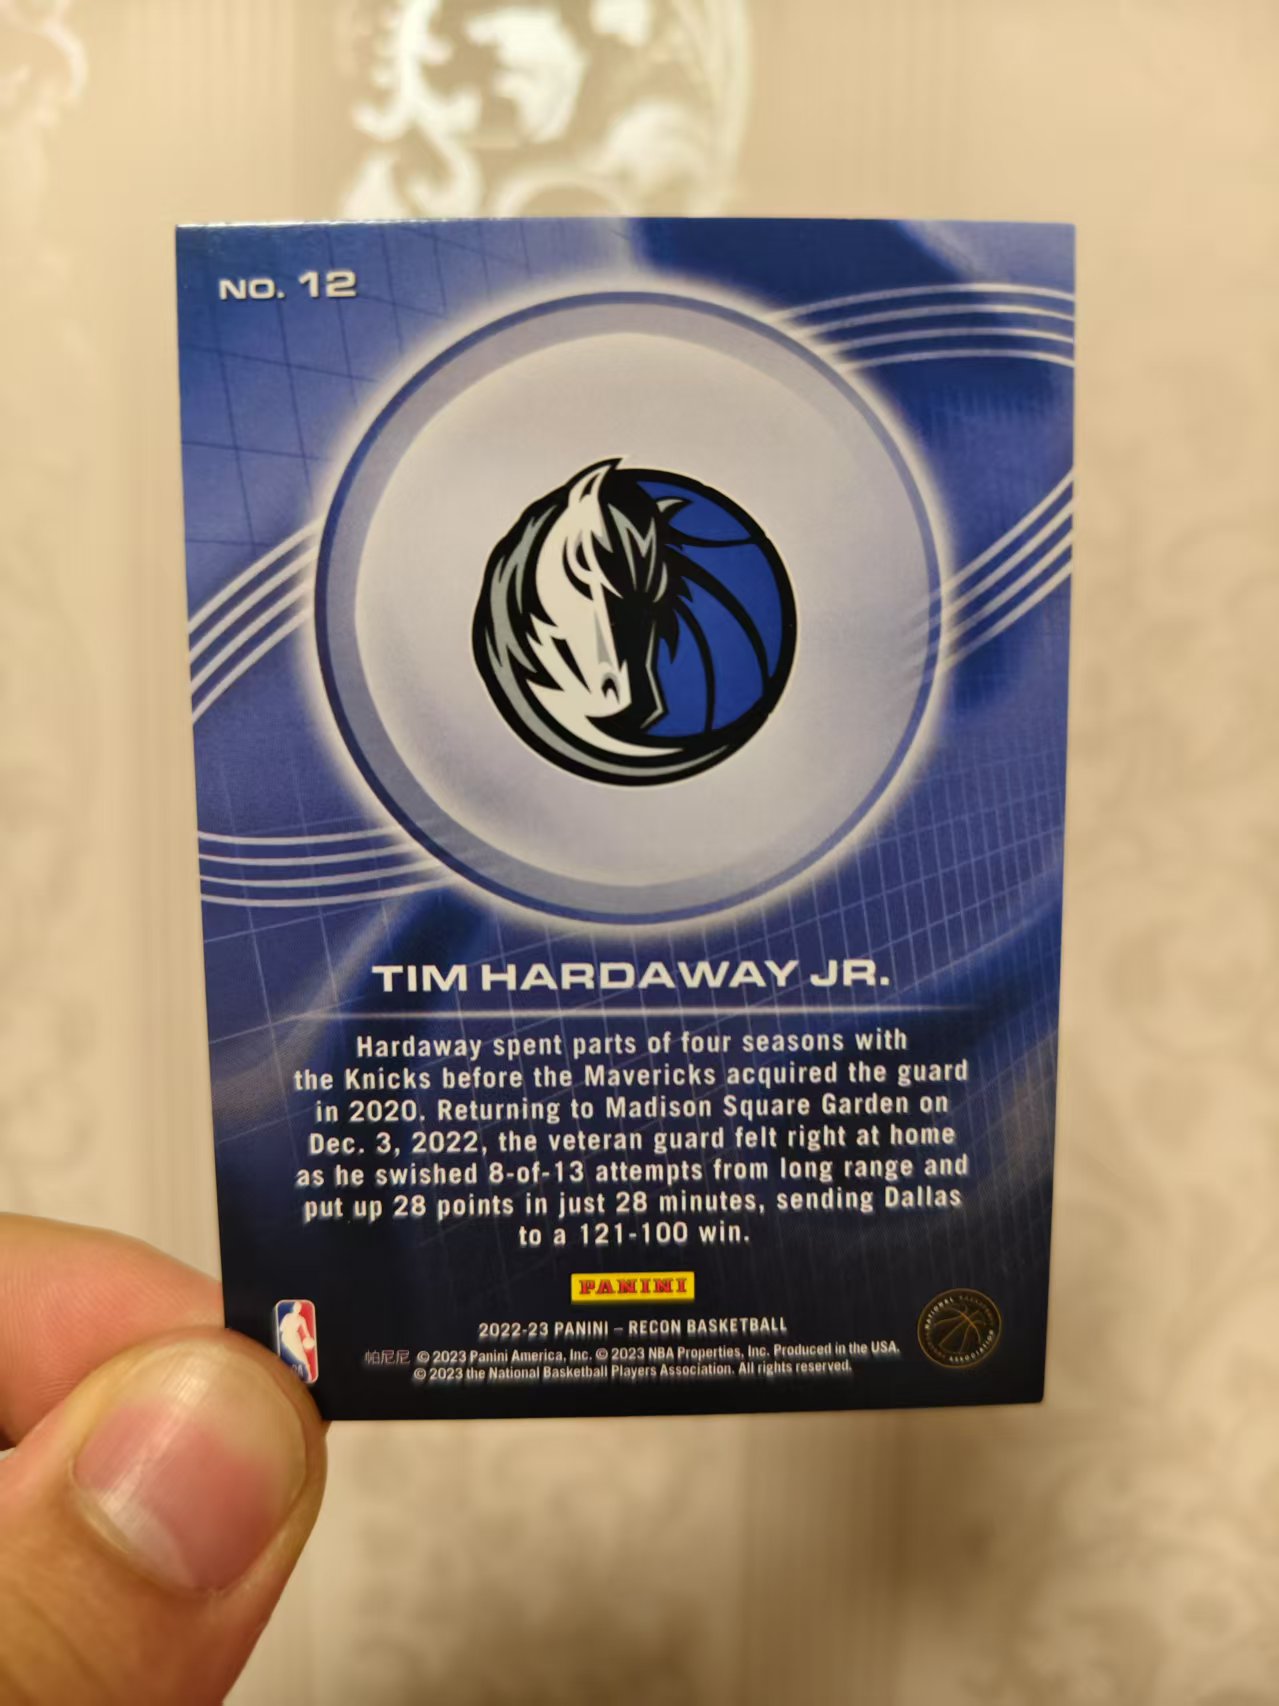 NO. 12
TIM HARDAWAY JR.
Hardaway spent parts of four seasons with
the Knicks before the Mavericks acquired the guard
in 2020. Returning to Madison Square Garden on
Dec. 3, 2022, the veteran guard felt right at home
as he swished 8-of-13 attempts from long range and
put up 28 points in just 28 minutes, sending Dallas
to a 121-100 win.
PANINI
2022-23 PANINI – RECON BASKETBALL
帕尼尼 © 2023 Panini America, Inc. © 2023 NBA Properties, Inc. Produced in the USA.
© 2023 the National Basketball Players Association. All rights reserved.
NATIONAL BASKETBALL
ASSOCIATION